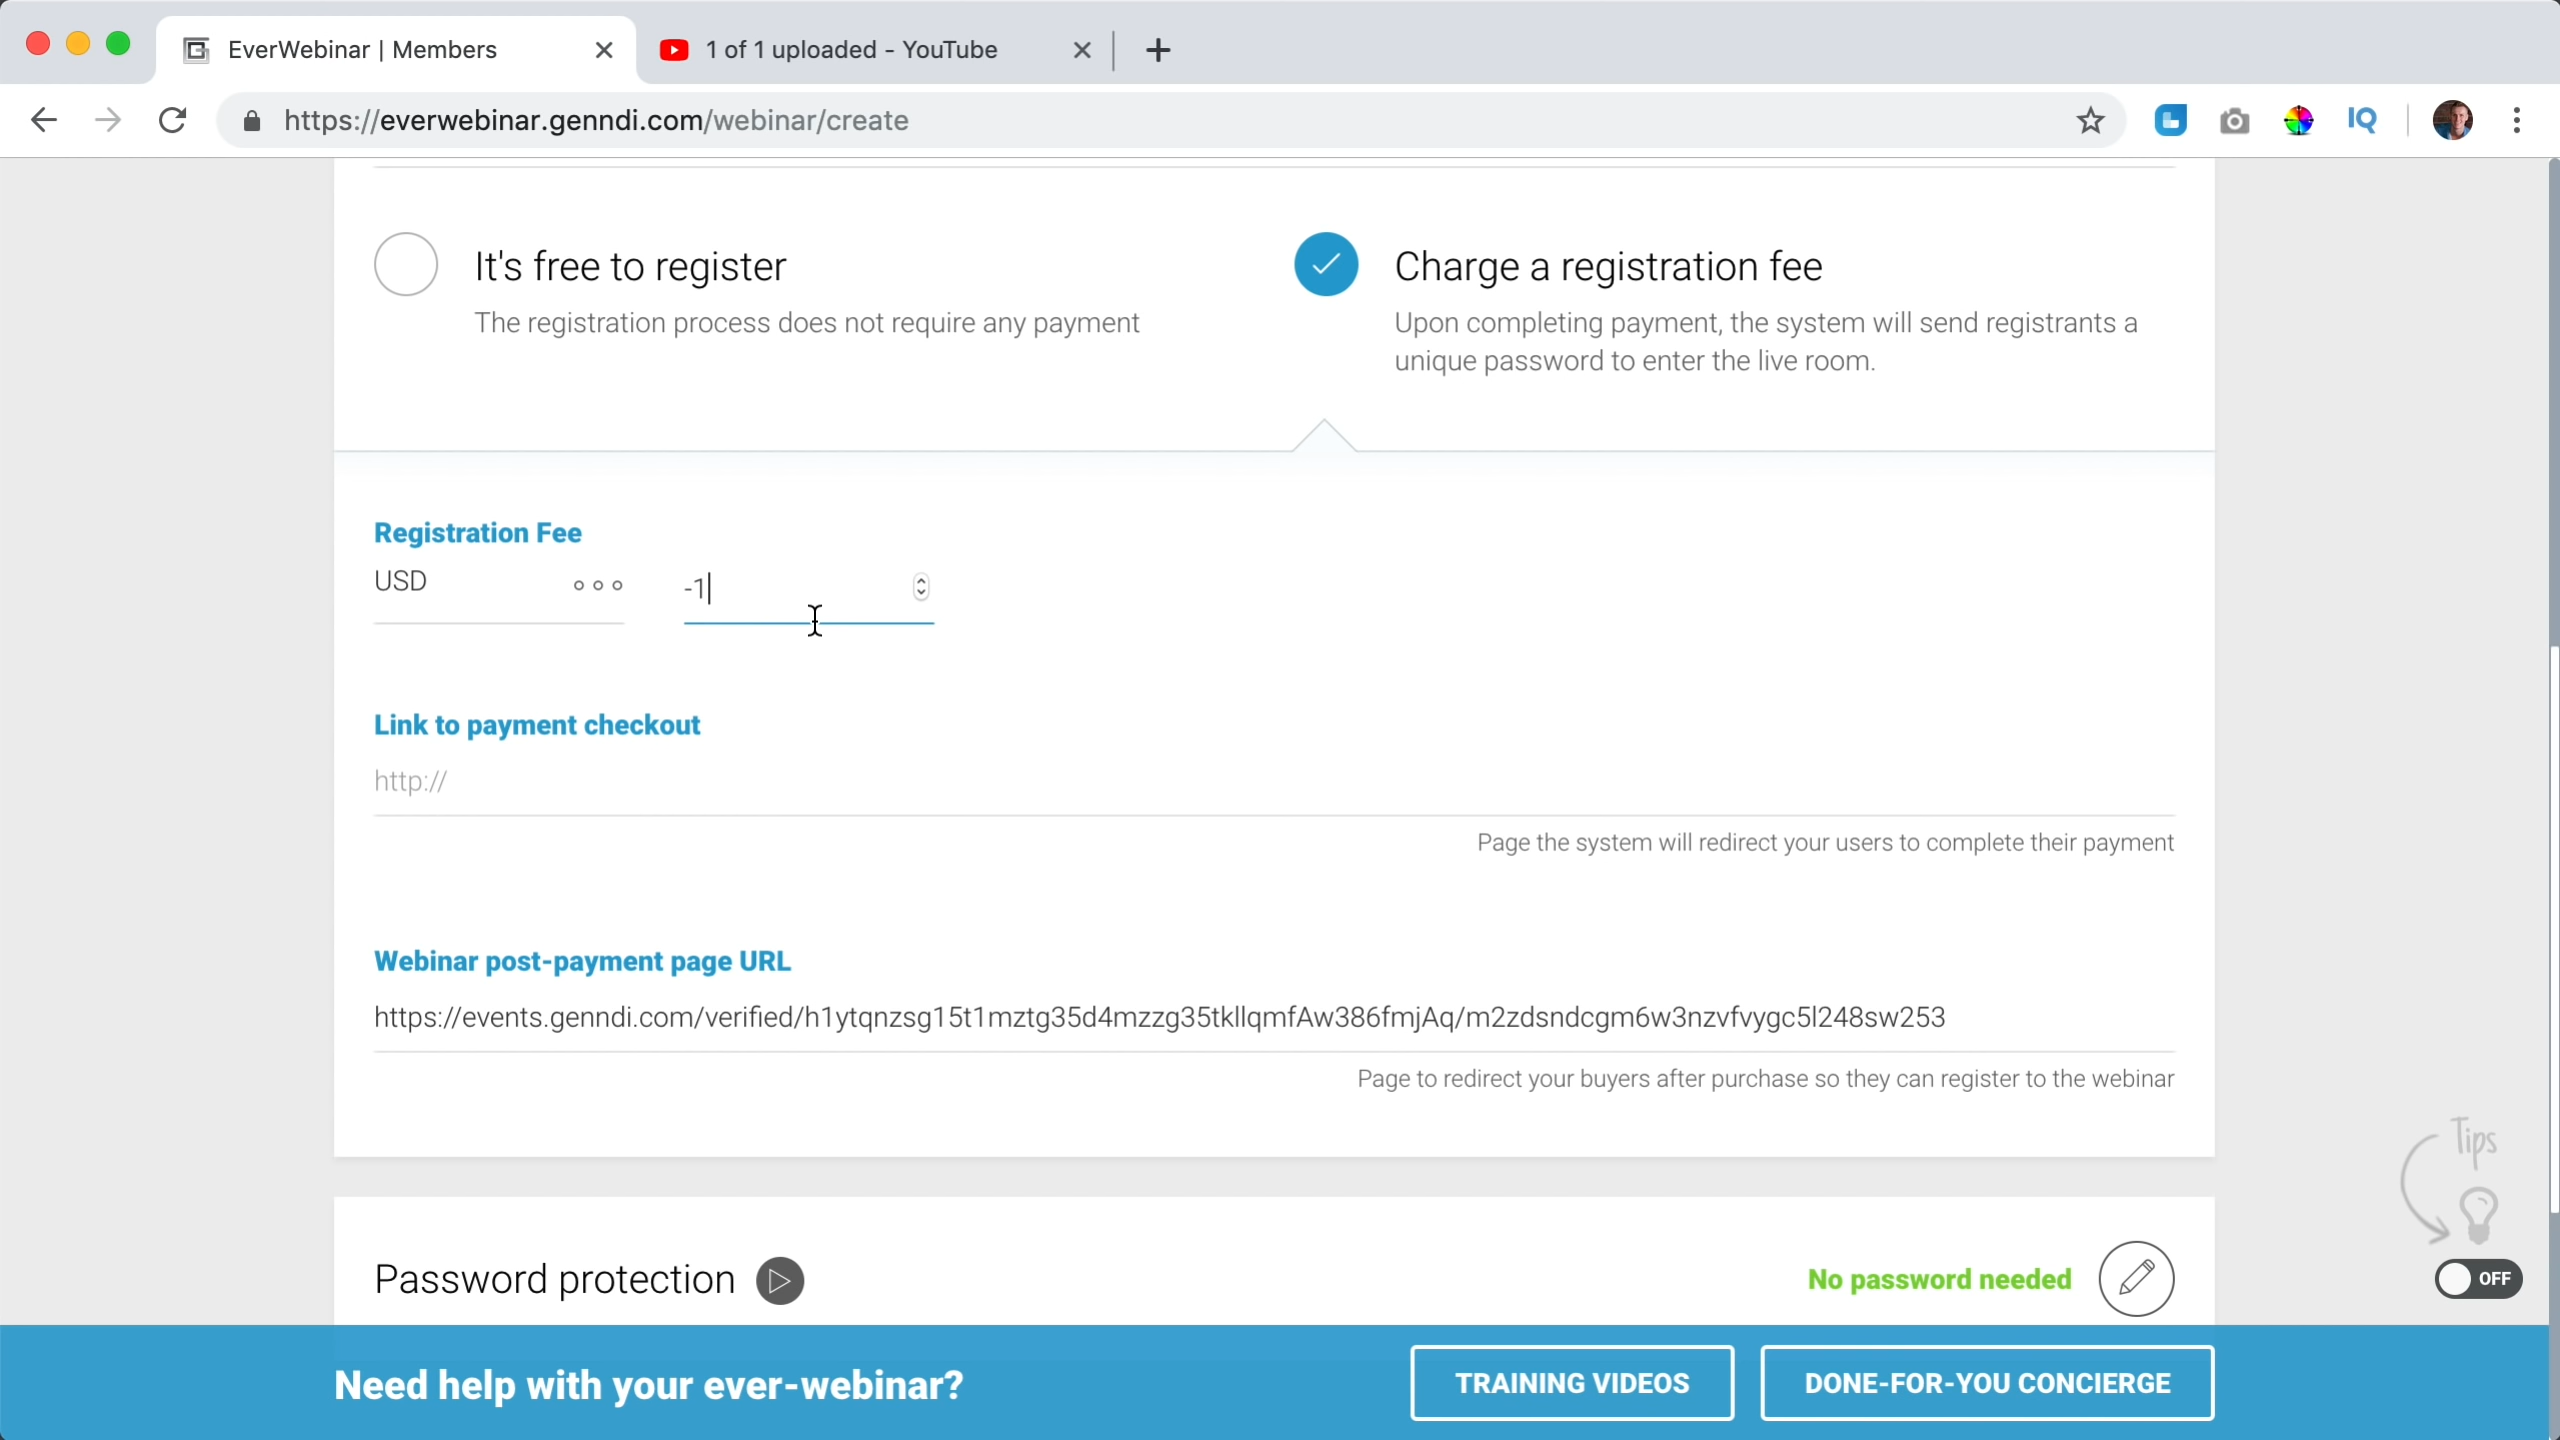 EverWebinar | Members
1 of 1 uploaded - YouTube
https://everwebinar.genndi.com/webinar/create
IQ
It's free to register
The registration process does not require any payment
Charge a registration fee
Upon completing payment, the system will send registrants a
unique password to enter the live room.
Registration Fee
USD
-1
Link to payment checkout
http://
Page the system will redirect your users to complete their payment
Webinar post-payment page URL
https://events.genndi.com/verified/h1ytqnzsg15t1mztg35d4mzzg35tkllqmfAw386fmjAq/m2zdsndcgm6w3nzvfvygc5l248sw253
Page to redirect your buyers after purchase so they can register to the webinar
Tips
Password protection
No password needed
OFF
Need help with your ever-webinar?
TRAINING VIDEOS
DONE-FOR-YOU CONCIERGE